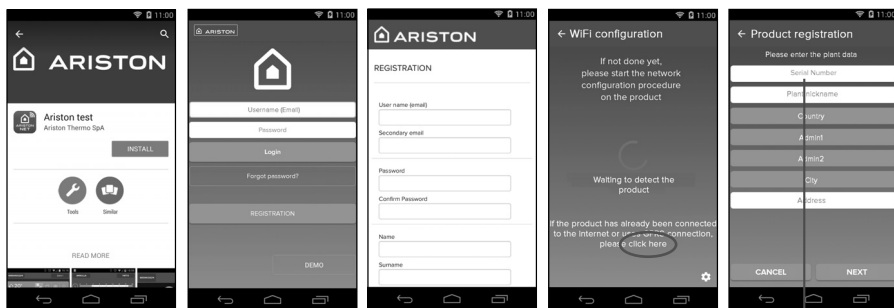 11:00
ARISTON
ARISTON
NET
Ariston test
Ariston Thermo SpA
INSTALL
Tools
Similar
READ MORE
11:00
ARISTON
Username (Email)
Password
Login
Forgot password?
REGISTRATION
DEMO
11:00
ARISTON
REGISTRATION
User name (email)
Secondary email
Password
Confirm Password
Name
Surname
11:00
WiFi configuration
If not done yet,
please start the network
configuration procedure
on the product
Waiting to detect the
product
If the product has already been connected
to the Internet or uses GPRS connection,
please click here
11:00
Product registration
Please enter the plant data
Serial Number
Plant nickname
Country
Admin1
Admin2
City
Address
CANCEL
NEXT